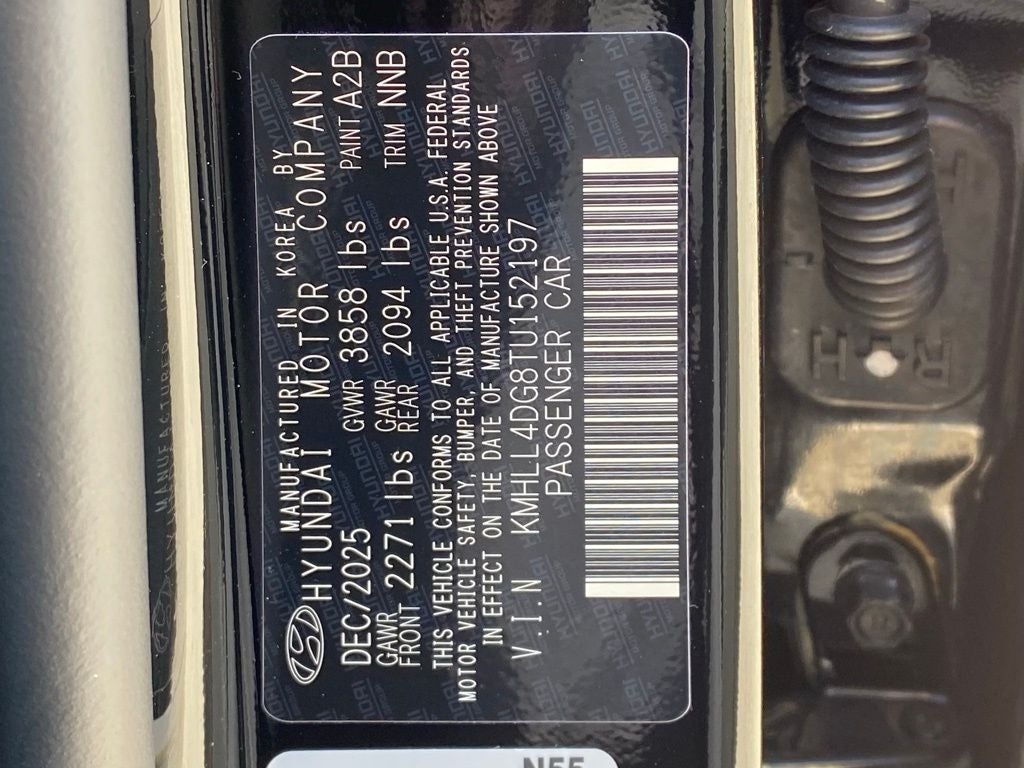 MANUFACTURED IN KOREA BY
HYUNDAI MOTOR COMPANY
DEC/2025 GVWR 3858 lbs PAINT A2B
GAWR FRONT 2271 lbs GAWR REAR 2094 lbs TRIM NNB
THIS VEHICLE CONFORMS TO ALL APPLICABLE U.S.A. FEDERAL
MOTOR VEHICLE SAFETY, BUMPER, AND THEFT PREVENTION STANDARDS
IN EFFECT ON THE DATE OF MANUFACTURE SHOWN ABOVE
V.I.N KMHLL4DG8TU152197
PASSENGER CAR
N55
RH